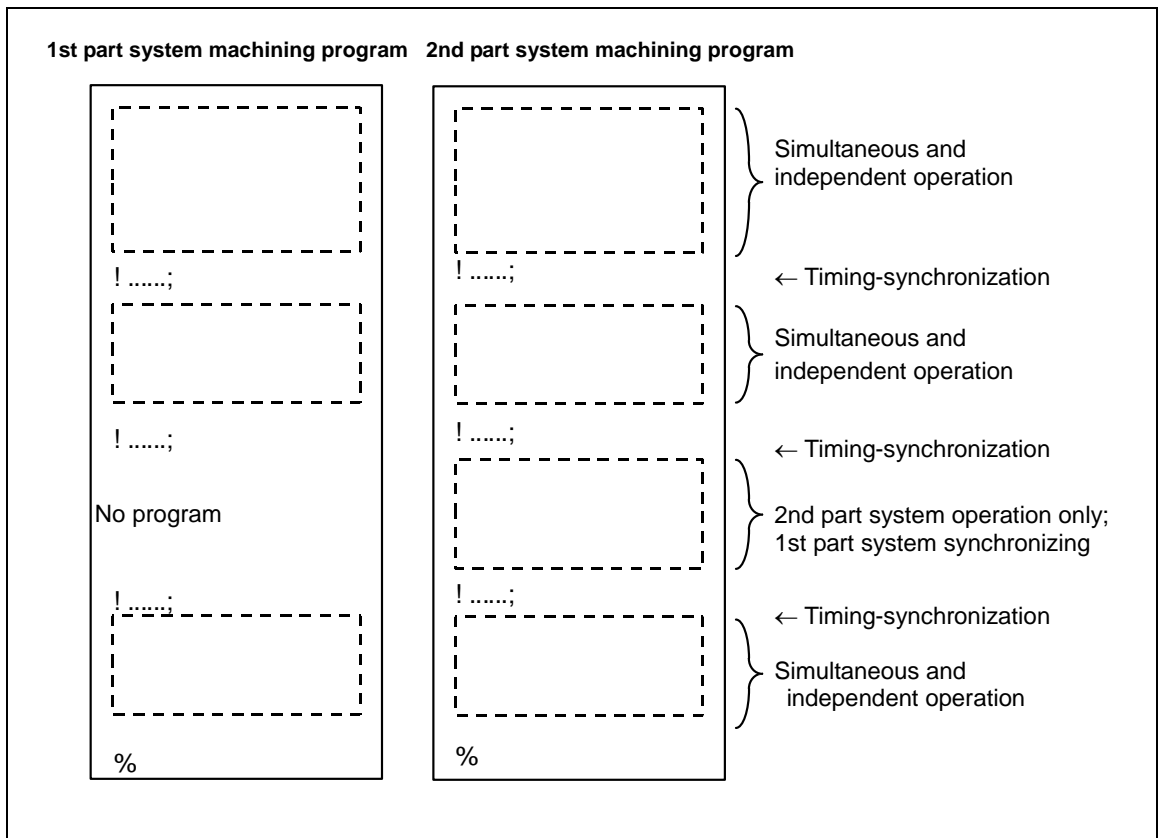 1st part system machining program 2nd part system machining program
Simultaneous and
independent operation
! ......; ! ......; ← Timing-synchronization
Simultaneous and
independent operation
! ......; ! ......; ← Timing-synchronization
No program 2nd part system operation only;
1st part system synchronizing
! ......; ! ......; ← Timing-synchronization
Simultaneous and
independent operation
% %